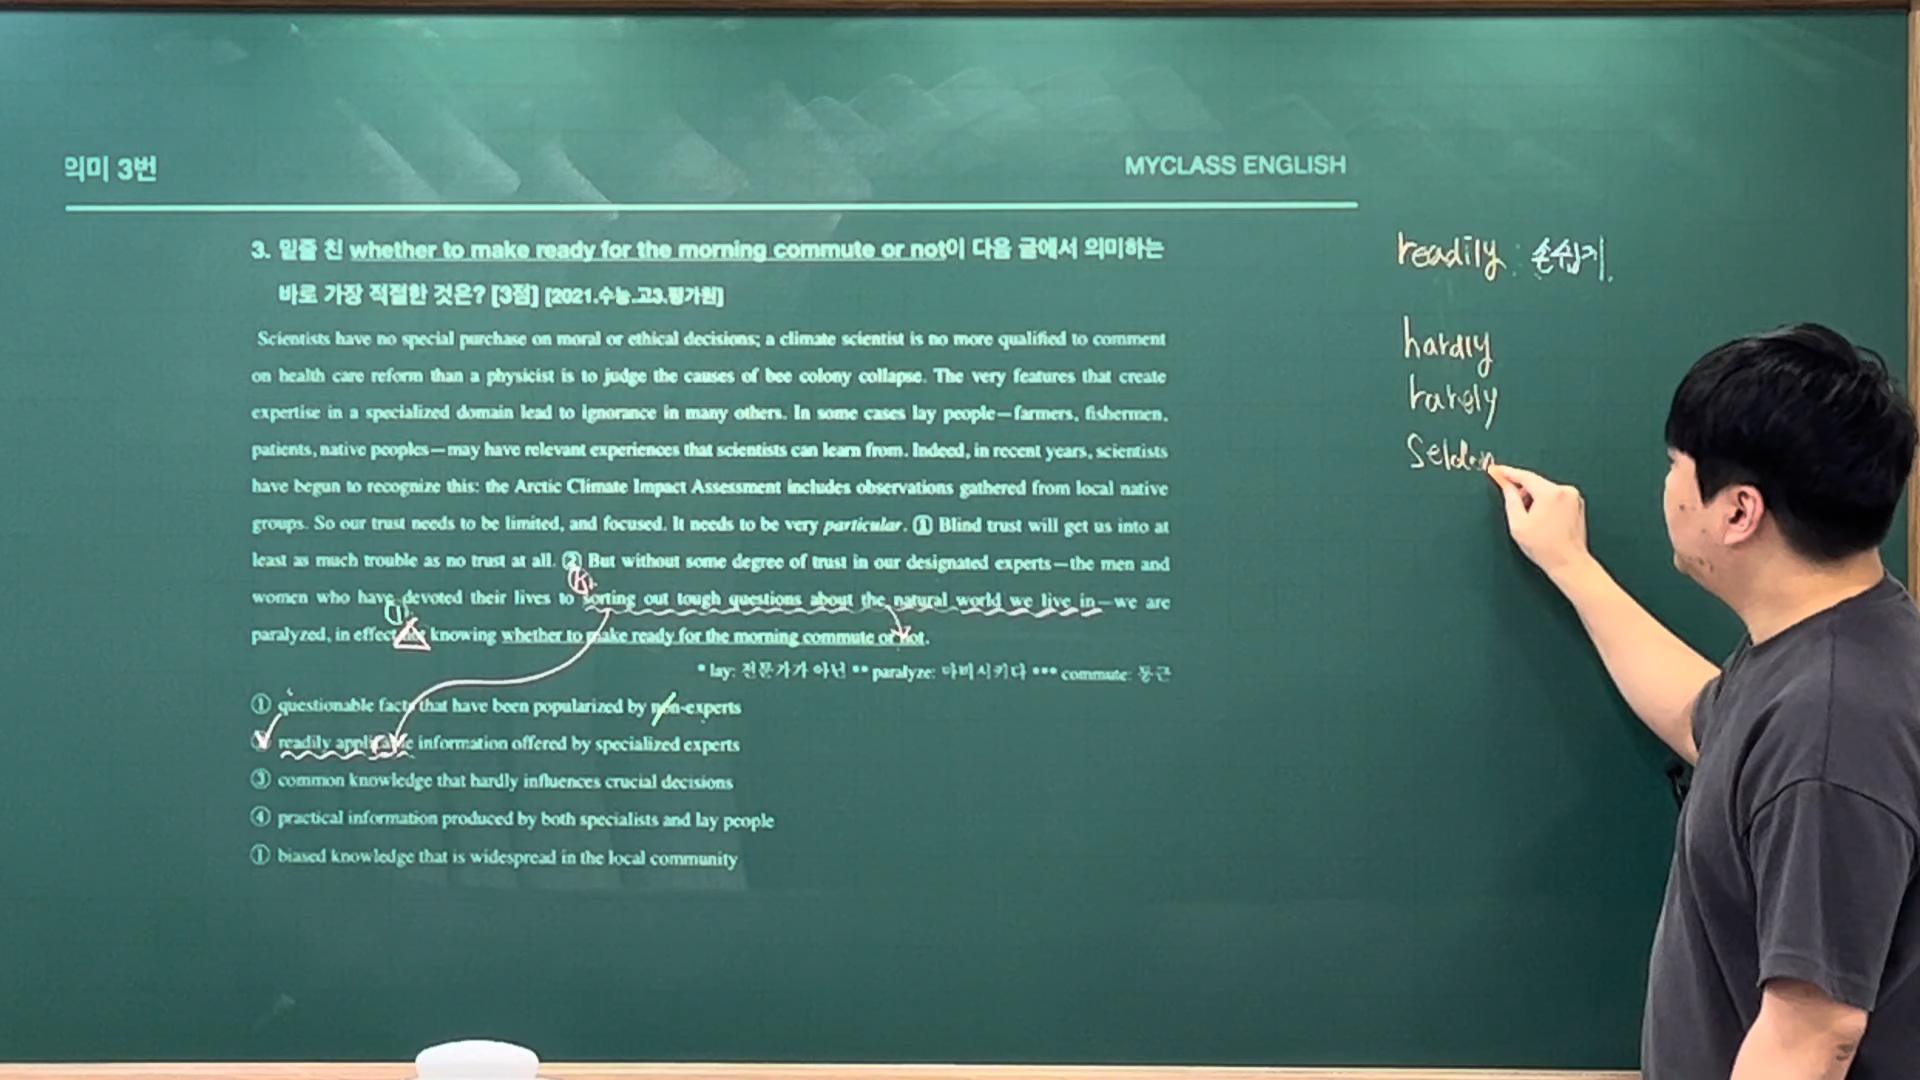 의미 3번
MYCLASS ENGLISH
3. 밑줄 친 whether to make ready for the morning commute or not이 다음 글에서 의미하는
바로 가장 적절한 것은? [3점] [2021.수능.고3.평가원]
Scientists have no special purchase on moral or ethical decisions; a climate scientist is no more qualified to comment
on health care reform than a physicist is to judge the causes of bee colony collapse. The very features that create
expertise in a specialized domain lead to ignorance in many others. In some cases lay people—farmers, fishermen,
patients, native peoples—may have relevant experiences that scientists can learn from. Indeed, in recent years, scientists
have begun to recognize this: the Arctic Climate Impact Assessment includes observations gathered from local native
groups. So our trust needs to be limited, and focused. It needs to be very particular. ① Blind trust will get us into at
least as much trouble as no trust at all. ② But without some degree of trust in our designated experts—the men and
women who have devoted their lives to sorting out tough questions about the natural world we live in—we are
paralyzed, in effect knowing whether to make ready for the morning commute or not.
* lay: 전문가가 아닌 ** paralyze: 마비시키다 *** commute: 통근
① questionable facts that have been popularized by non-experts
readily applicable information offered by specialized experts
③ common knowledge that hardly influences crucial decisions
④ practical information produced by both specialists and lay people
① biased knowledge that is widespread in the local community
readily : 손쉽게.
hardly
rarely
Seldom